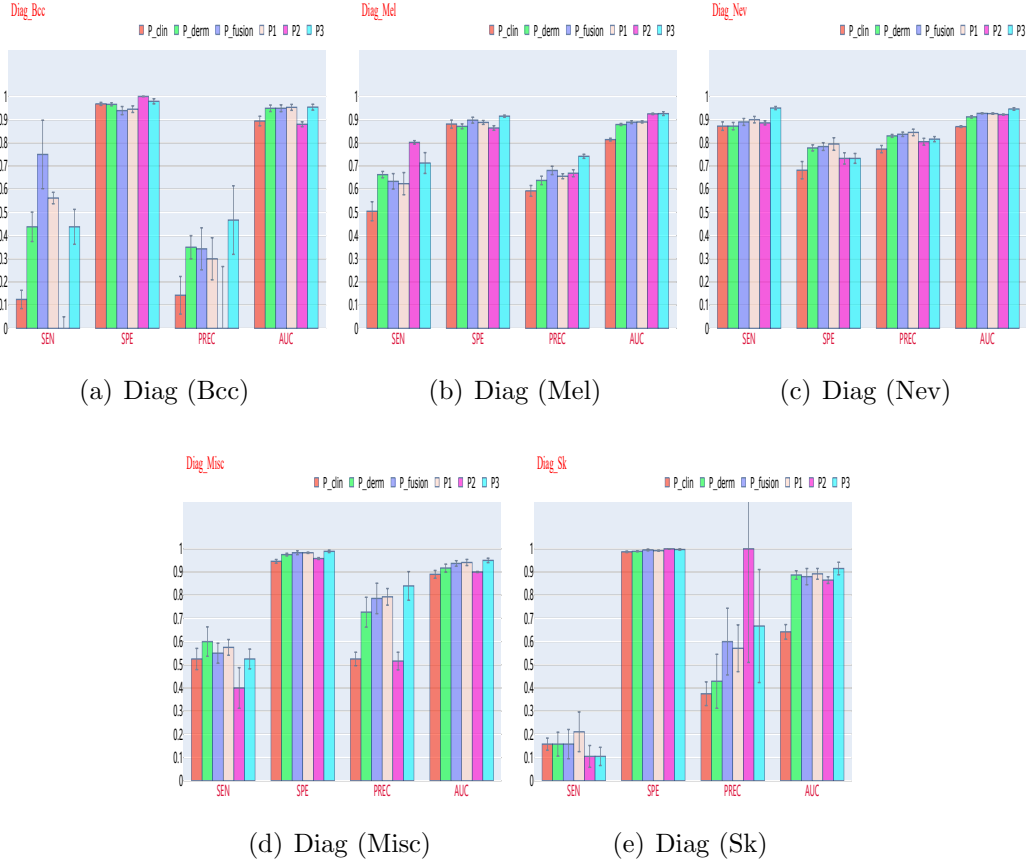 Diag_Bcc
P_clin P_derm P_fusion P1 P2 P3
1
0.9
0.8
0.7
0.6
0.5
0.4
0.3
0.2
0.1
0
SEN SPE PREC AUC
(a) Diag (Bcc)
Diag_Mel
P_clin P_derm P_fusion P1 P2 P3
1
0.9
0.8
0.7
0.6
0.5
0.4
0.3
0.2
0.1
0
SEN SPE PREC AUC
(b) Diag (Mel)
Diag_Nev
P_clin P_derm P_fusion P1 P2 P3
1
0.9
0.8
0.7
0.6
0.5
0.4
0.3
0.2
0.1
0
SEN SPE PREC AUC
(c) Diag (Nev)
Diag_Misc
P_clin P_derm P_fusion P1 P2 P3
1
0.9
0.8
0.7
0.6
0.5
0.4
0.3
0.2
0.1
0
SEN SPE PREC AUC
(d) Diag (Misc)
Diag_Sk
P_clin P_derm P_fusion P1 P2 P3
1
0.9
0.8
0.7
0.6
0.5
0.4
0.3
0.2
0.1
0
SEN SPE PREC AUC
(e) Diag (Sk)